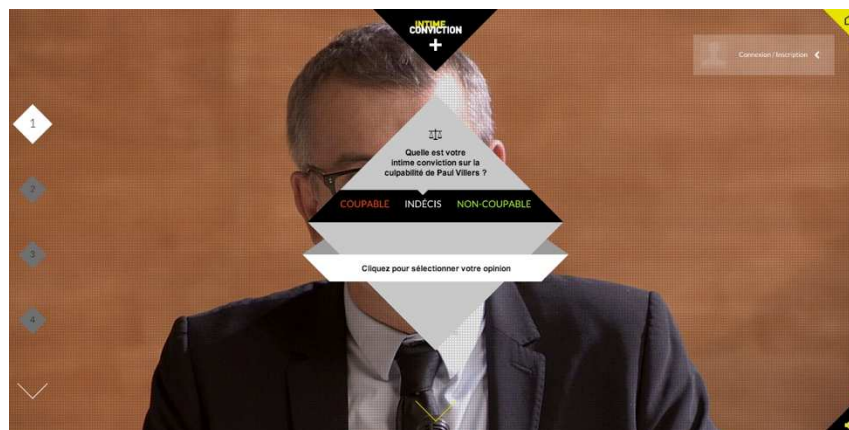 INTIME
CONVICTION
+
Connexion / Inscription
1
Quelle est votre
intime conviction sur la
culpabilité de Paul Villers ?
2
COUPABLE INDÉCIS NON-COUPABLE
3
Cliquez pour sélectionner votre opinion
4